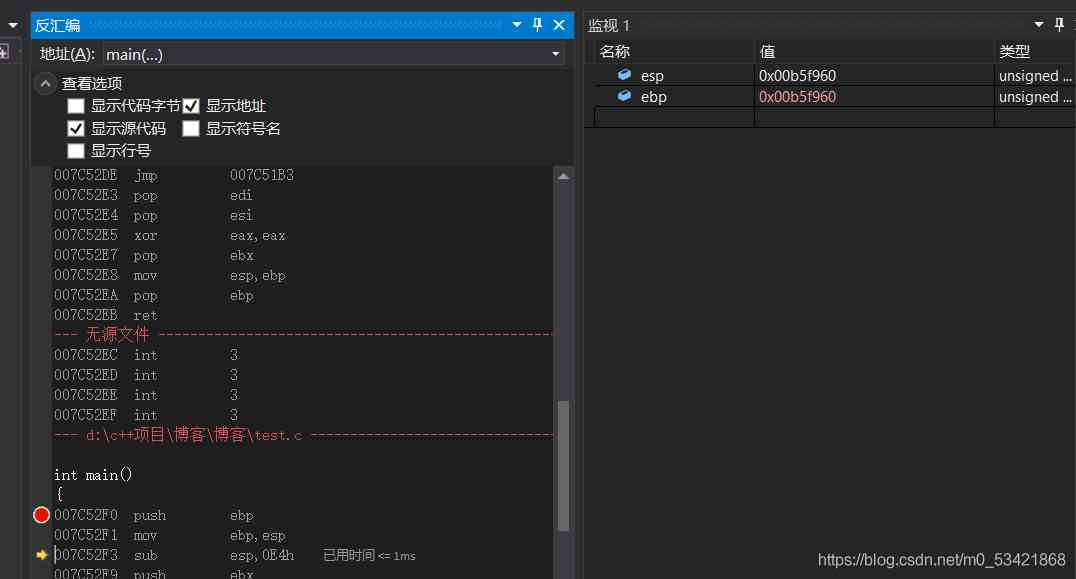 反汇编
地址(A): main(...)
查看选项
显示代码字节 显示地址
显示源代码 显示符号名
显示行号
007C52DE jmp 007C51B3
007C52E3 pop edi
007C52E4 pop esi
007C52E5 xor eax,eax
007C52E7 pop ebx
007C52E8 mov esp,ebp
007C52EA pop ebp
007C52EB ret
--- 无源文件 --------------------------------------------------
007C52EC int 3
007C52ED int 3
007C52EE int 3
007C52EF int 3
--- d:\c++项目\博客\博客\test.c -------------------------------
int main()
{
007C52F0 push ebp
007C52F1 mov ebp,esp
007C52F3 sub esp,0E4h 已用时间 <= 1ms
007C52F9 push ebx
监视 1
名称 值 类型
esp 0x00b5f960 unsigned ...
ebp 0x00b5f960 unsigned ...
https://blog.csdn.net/m0_53421868